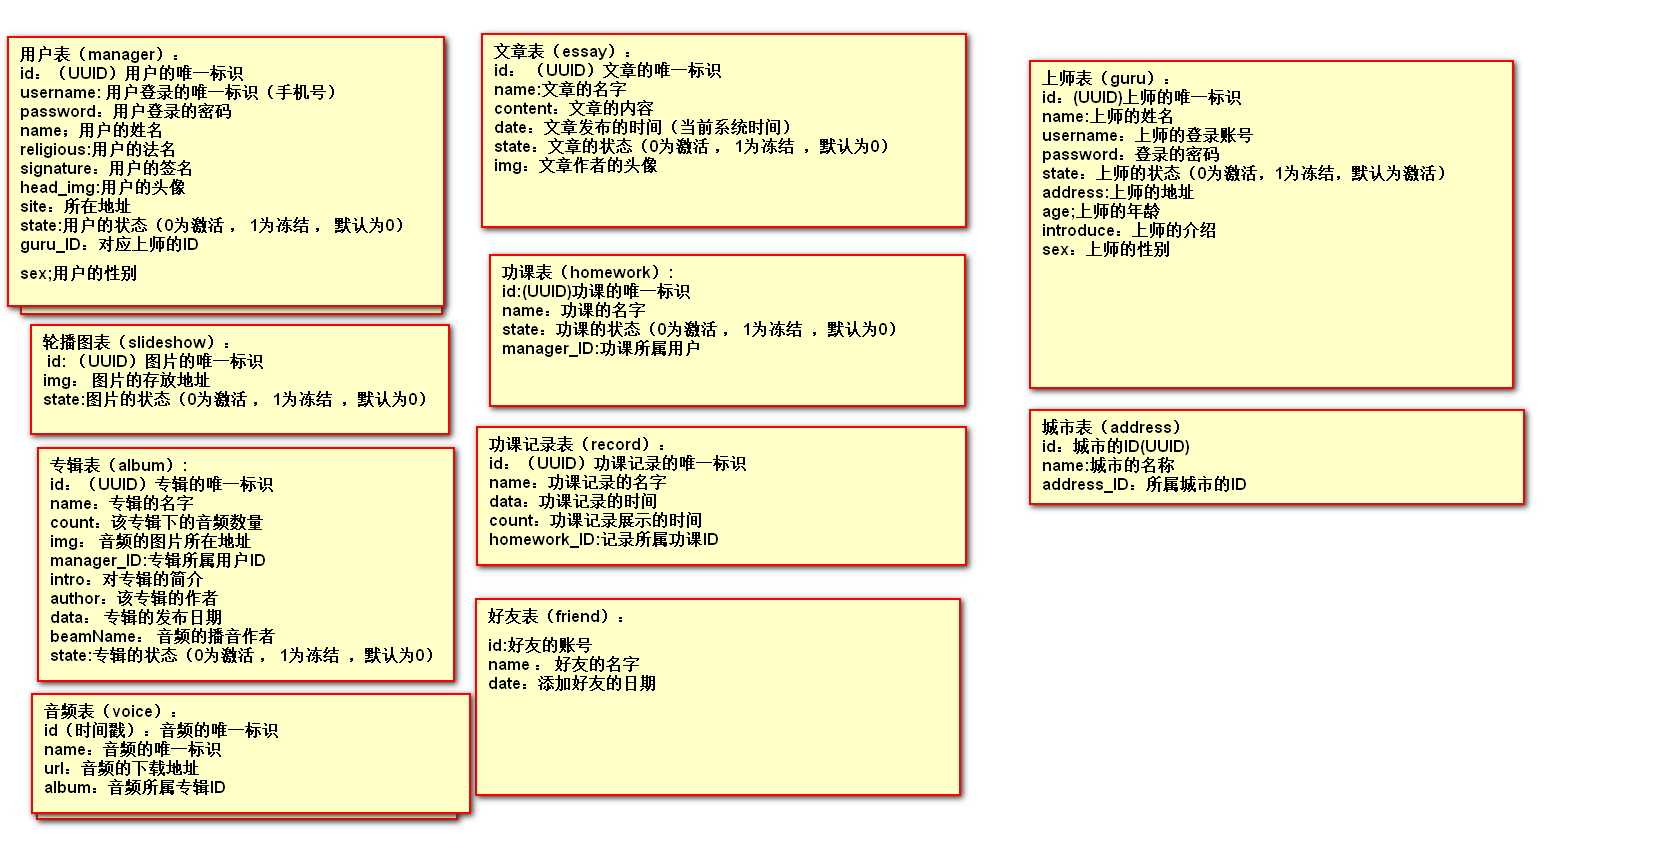 用户表（manager）：
id：（UUID）用户的唯一标识
username: 用户登录的唯一标识（手机号）
password：用户登录的密码
name；用户的姓名
religious:用户的法名
signature：用户的签名
head_img:用户的头像
site：所在地址
state:用户的状态（0为激活 ， 1为冻结 ， 默认为0）
guru_ID：对应上师的ID
sex;用户的性别
轮播图表（slideshow）：
id: （UUID）图片的唯一标识
img： 图片的存放地址
state:图片的状态（0为激活 ， 1为冻结 ，默认为0）
专辑表（album）:
id：（UUID）专辑的唯一标识
name：专辑的名字
count：该专辑下的音频数量
img： 音频的图片所在地址
manager_ID:专辑所属用户ID
intro：对专辑的简介
author：该专辑的作者
data： 专辑的发布日期
beamName： 音频的播音作者
state:专辑的状态（0为激活 ， 1为冻结 ，默认为0）
音频表（voice）：
id（时间戳）：音频的唯一标识
name：音频的唯一标识
url：音频的下载地址
album：音频所属专辑ID
文章表（essay）：
id： （UUID）文章的唯一标识
name:文章的名字
content：文章的内容
date：文章发布的时间（当前系统时间）
state：文章的状态（0为激活 ， 1为冻结 ，默认为0）
img：文章作者的头像
功课表（homework）:
id:(UUID)功课的唯一标识
name：功课的名字
state：功课的状态（0为激活 ， 1为冻结 ，默认为0）
manager_ID:功课所属用户
功课记录表（record）：
id：（UUID）功课记录的唯一标识
name：功课记录的名字
data：功课记录的时间
count：功课记录展示的时间
homework_ID:记录所属功课ID
好友表（friend）：
id:好友的账号
name ： 好友的名字
date：添加好友的日期
上师表（guru）：
id：(UUID)上师的唯一标识
name:上师的姓名
username：上师的登录账号
password：登录的密码
state：上师的状态（0为激活，1为冻结，默认为激活）
address:上师的地址
age;上师的年龄
introduce：上师的介绍
sex：上师的性别
城市表（address）
id：城市的ID(UUID)
name:城市的名称
address_ID：所属城市的ID